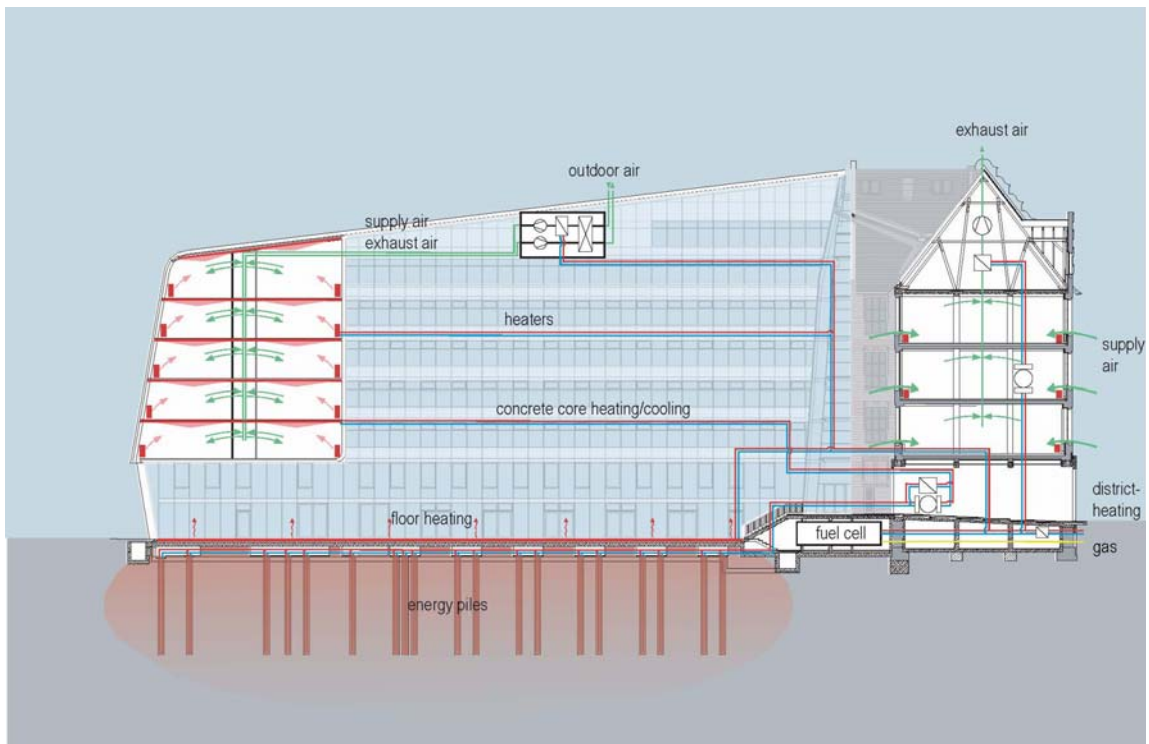 exhaust air
outdoor air
supply air
exhaust air
heaters
supply
air
concrete core heating/cooling
district-
heating
floor heating
fuel cell
gas
energy piles